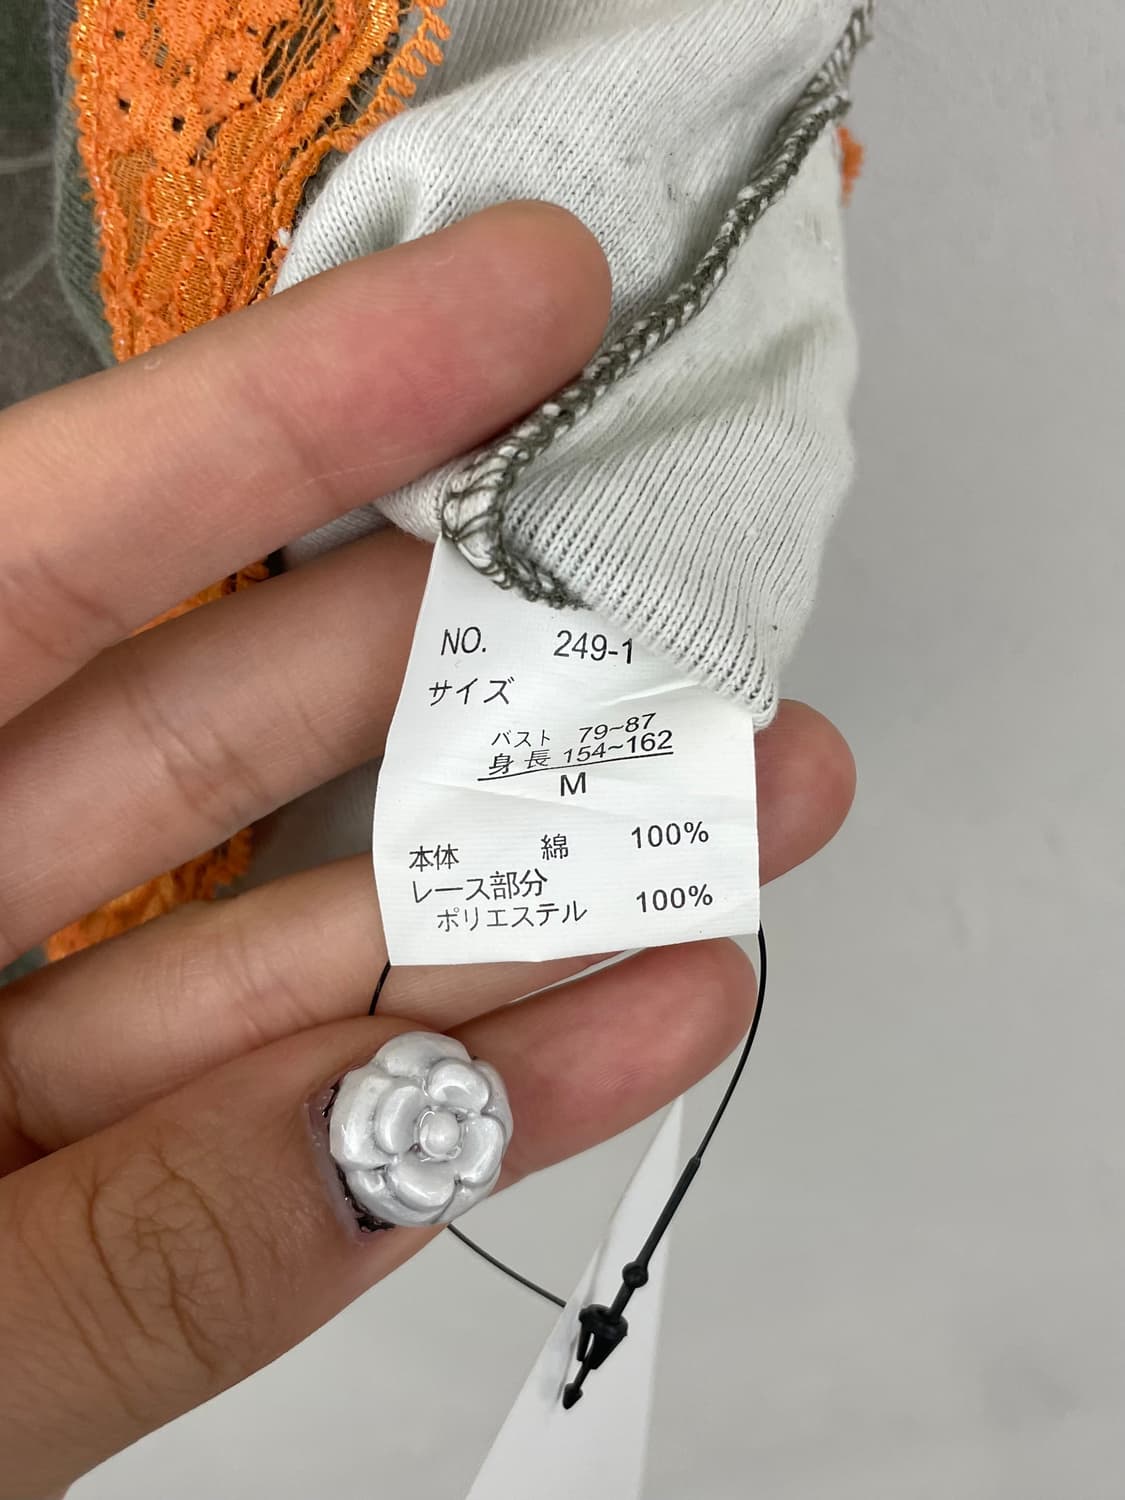 NO. 249-1
サイズ
バスト 79~87
身長 154~162
M
本体 綿 100%
レース部分
ポリエステル 100%